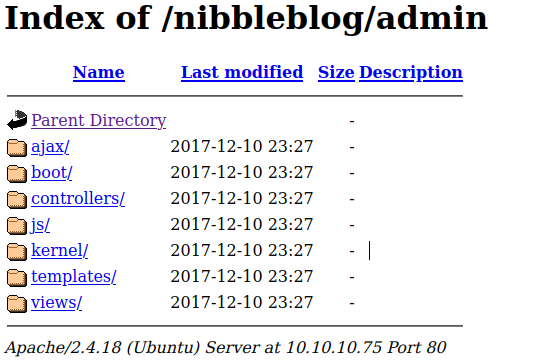 Index of /nibbleblog/admin
Name Last modified Size Description
Parent Directory -
ajax/ 2017-12-10 23:27 -
boot/ 2017-12-10 23:27 -
controllers/ 2017-12-10 23:27 -
js/ 2017-12-10 23:27 -
kernel/ 2017-12-10 23:27 -
templates/ 2017-12-10 23:27 -
views/ 2017-12-10 23:27 -
Apache/2.4.18 (Ubuntu) Server at 10.10.10.75 Port 80